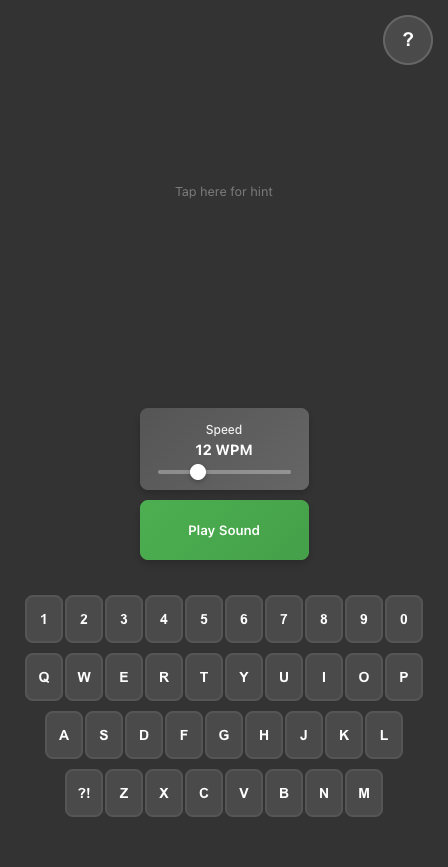 ?
Tap here for hint
Speed
12 WPM
Play Sound
1 2 3 4 5 6 7 8 9 0
Q W E R T Y U I O P
A S D F G H J K L
?! Z X C V B N M